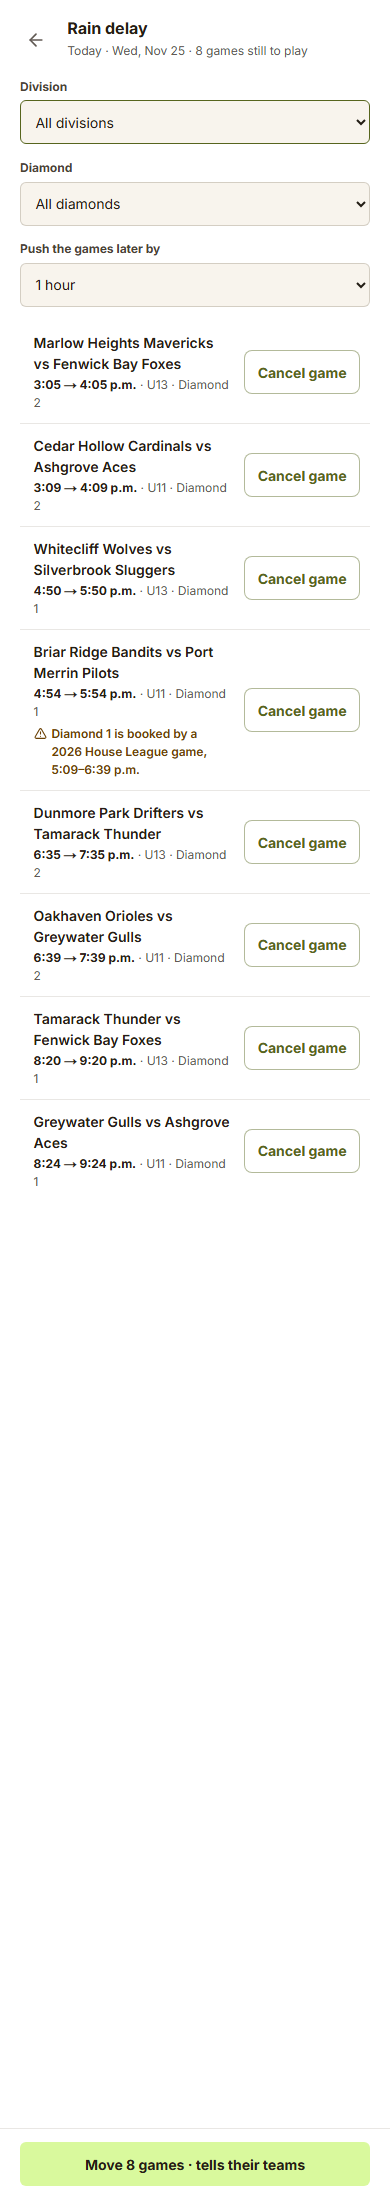 Rain delay
Today · Wed, Nov 25 · 8 games still to play
Division
All divisions
Diamond
All diamonds
Push the games later by
1 hour
Marlow Heights Mavericks
vs Fenwick Bay Foxes
3:05 → 4:05 p.m. · U13 · Diamond
2
Cancel game
Cedar Hollow Cardinals vs
Ashgrove Aces
3:09 → 4:09 p.m. · U11 · Diamond
2
Cancel game
Whitecliff Wolves vs
Silverbrook Sluggers
4:50 → 5:50 p.m. · U13 · Diamond
1
Cancel game
Briar Ridge Bandits vs Port
Merrin Pilots
4:54 → 5:54 p.m. · U11 · Diamond
1
Diamond 1 is booked by a
2026 House League game,
5:09–6:39 p.m.
Cancel game
Dunmore Park Drifters vs
Tamarack Thunder
6:35 → 7:35 p.m. · U13 · Diamond
2
Cancel game
Oakhaven Orioles vs
Greywater Gulls
6:39 → 7:39 p.m. · U11 · Diamond
2
Cancel game
Tamarack Thunder vs
Fenwick Bay Foxes
8:20 → 9:20 p.m. · U13 · Diamond
1
Cancel game
Greywater Gulls vs Ashgrove
Aces
8:24 → 9:24 p.m. · U11 · Diamond
1
Cancel game
Move 8 games · tells their teams